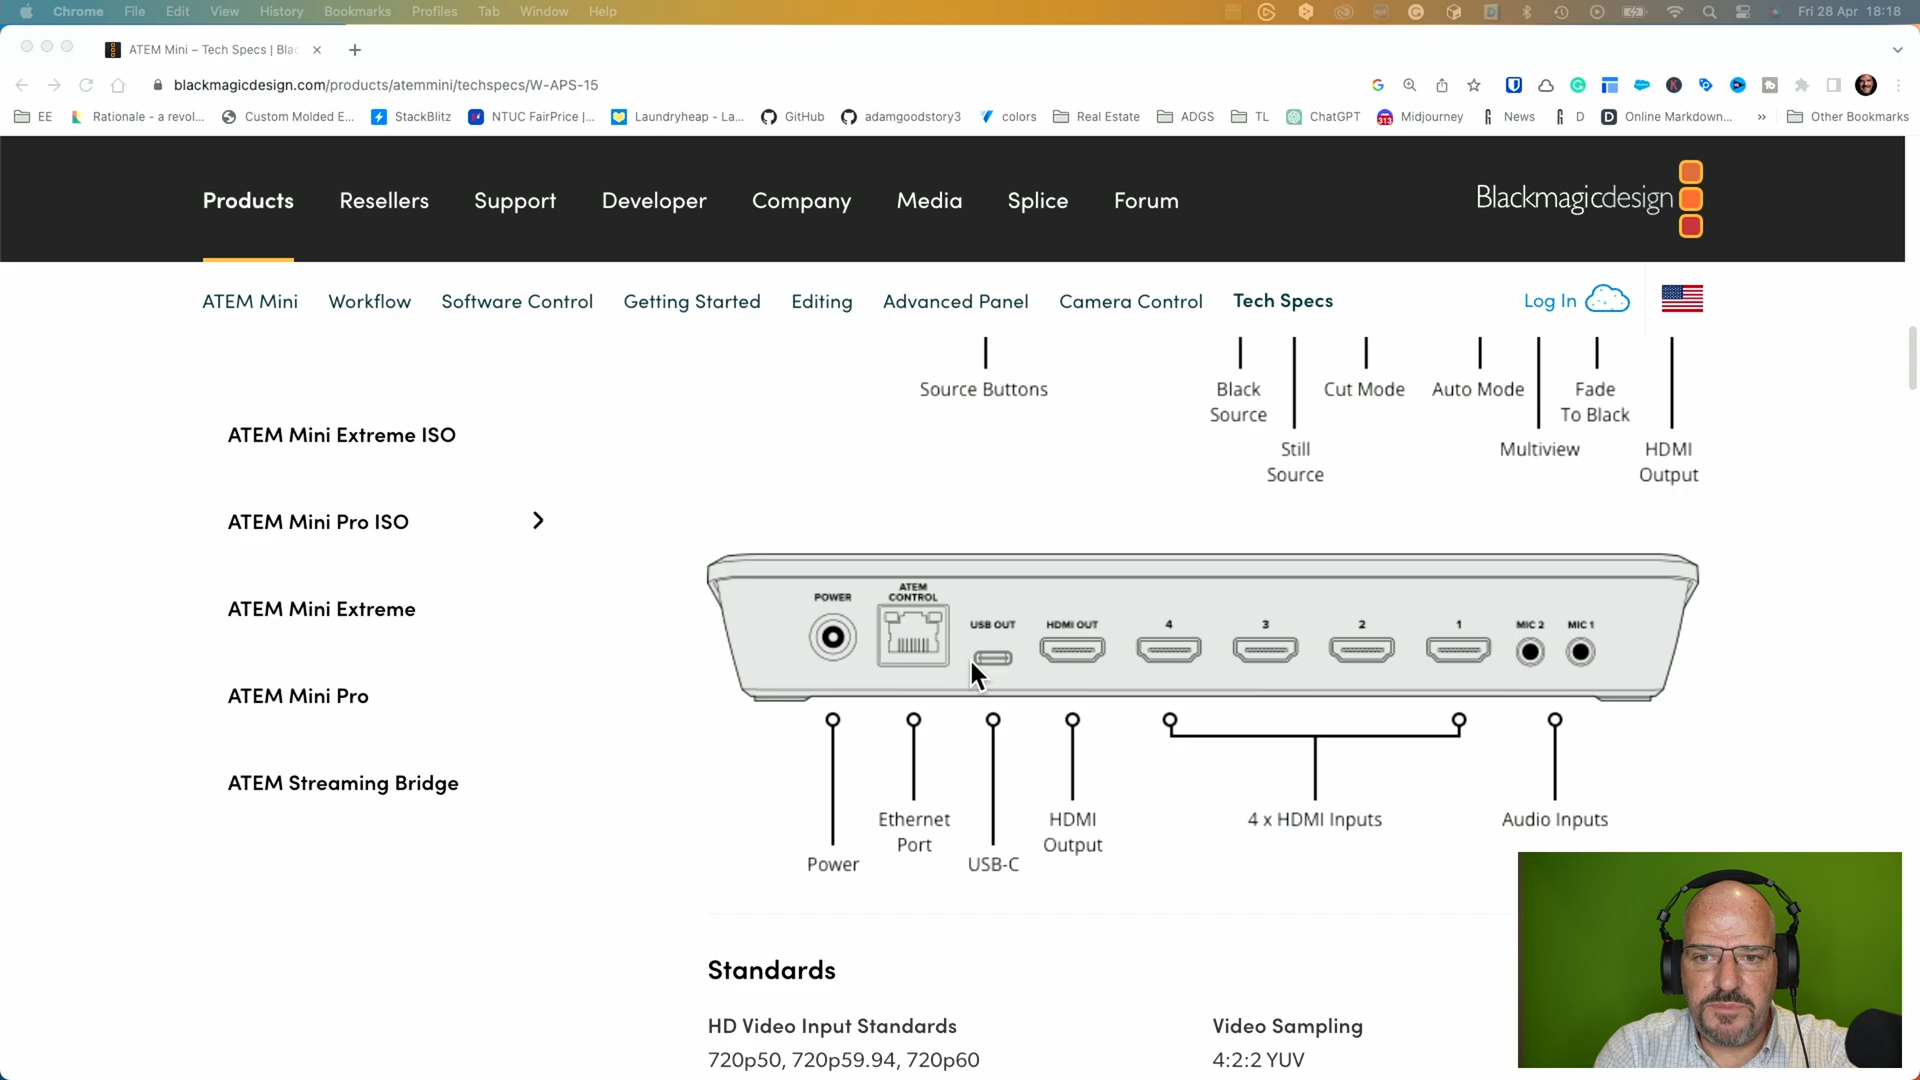 Chrome File Edit View History Bookmarks Profiles Tab Window Help Fri 28 Apr 18:18
ATEM Mini – Tech Specs | Blac
blackmagicdesign.com/products/atemmini/techspecs/W-APS-15
EE Rationale - a revol... Custom Molded E... StackBlitz NTUC FairPrice |... Laundryheap - La... GitHub adamgoodstory3 colors Real Estate ADGS TL ChatGPT Midjourney News D Online Markdown... » Other Bookmarks
Products Resellers Support Developer Company Media Splice Forum Blackmagicdesign
ATEM Mini Workflow Software Control Getting Started Editing Advanced Panel Camera Control Tech Specs Log In
Source Buttons
Black Source
Still Source
Cut Mode
Auto Mode
Multiview
Fade To Black
HDMI Output
ATEM Mini Extreme ISO
ATEM Mini Pro ISO
ATEM Mini Extreme
ATEM Mini Pro
ATEM Streaming Bridge
POWER
ATEM CONTROL
USB OUT HDMI OUT 4 3 2 1 MIC 2 MIC 1
Power
Ethernet Port
USB-C
HDMI Output
4 x HDMI Inputs
Audio Inputs
Standards
HD Video Input Standards
720p50, 720p59.94, 720p60
Video Sampling
4:2:2 YUV